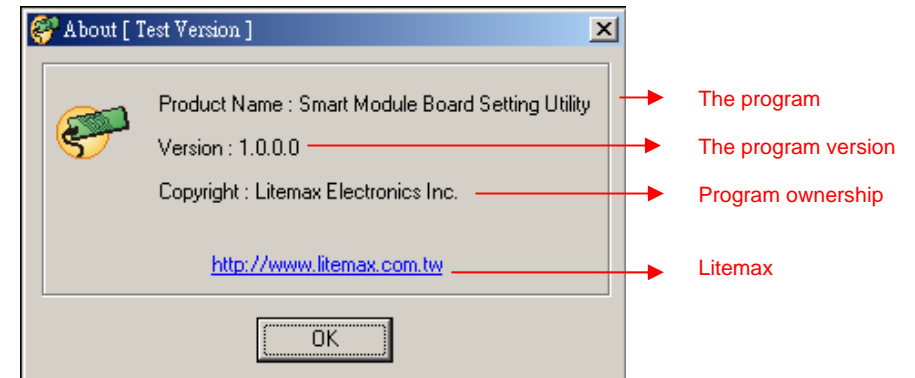 About [ Test Version ]
Product Name : Smart Module Board Setting Utility
The program
Version : 1.0.0.0
The program version
Copyright : Litemax Electronics Inc.
Program ownership
http://www.litemax.com.tw
Litemax
OK